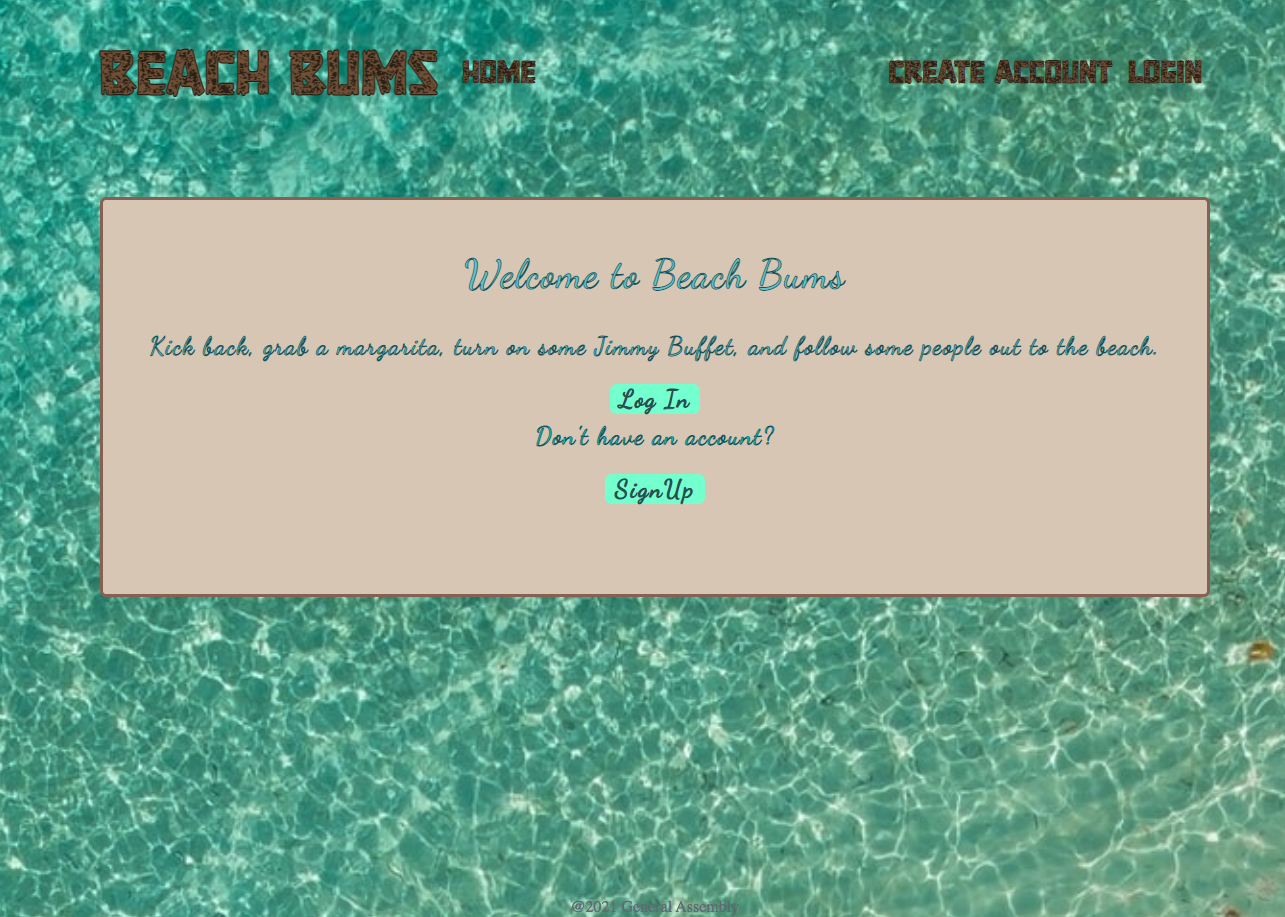 BEACH BUMS HOME CREATE ACCOUNT LOGIN
Welcome to Beach Bums
Kick back, grab a margarita, turn on some Jimmy Buffet, and follow some people out to the beach.
Log In
Don't have an account?
SignUp
@2021 General Assembly